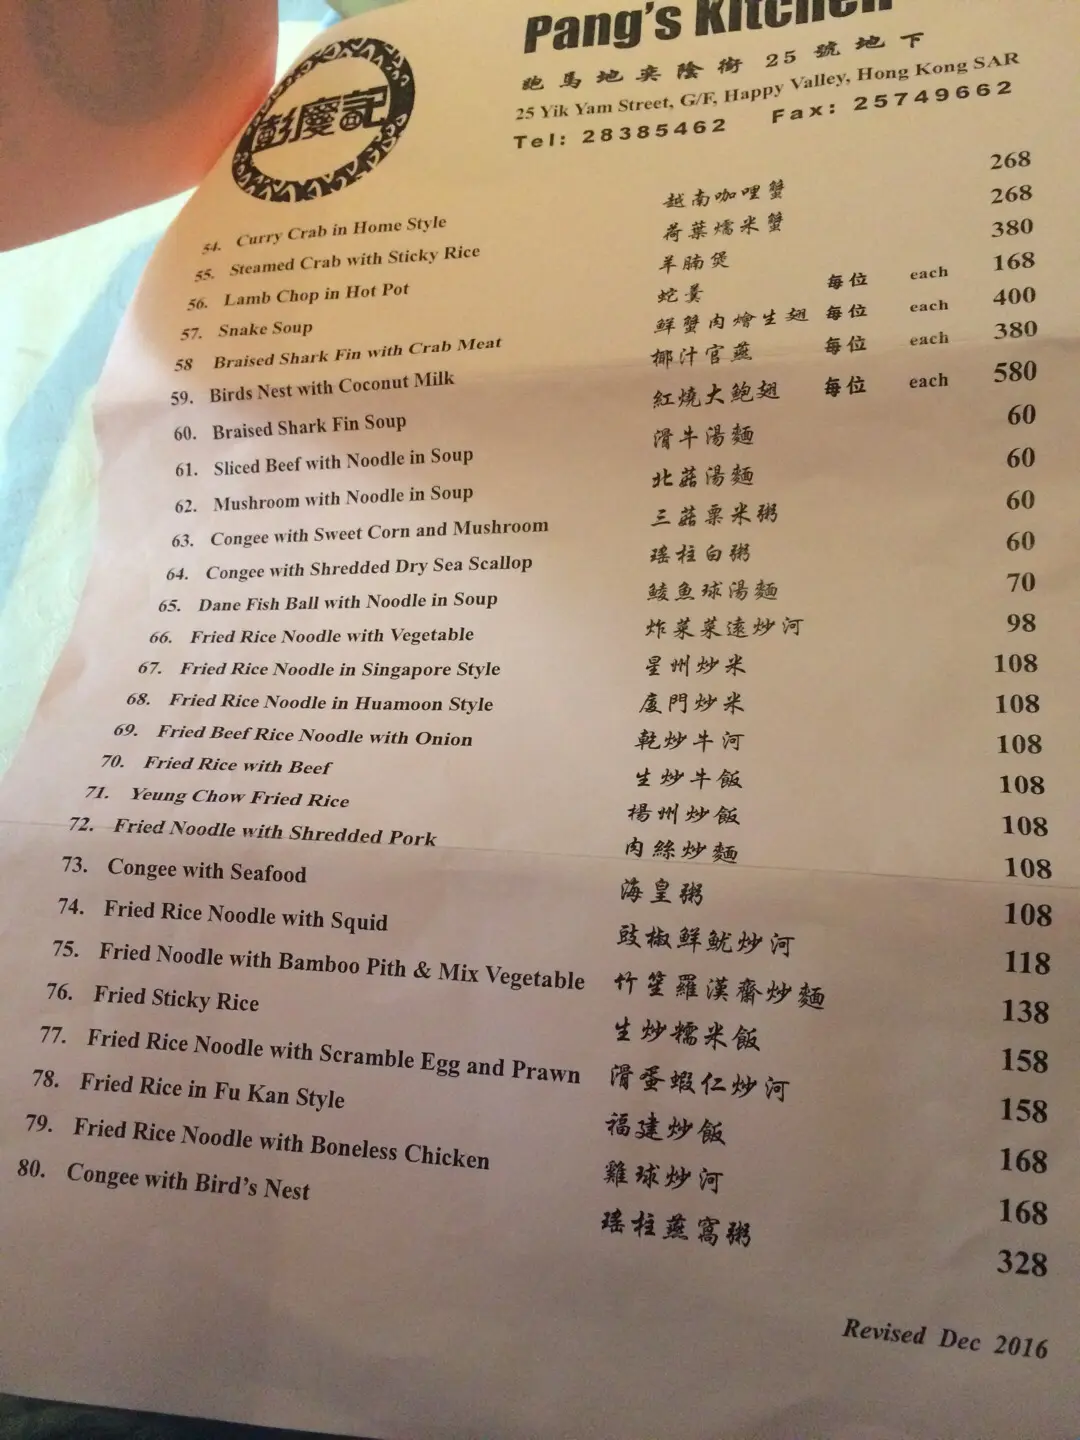 Pang's Kitchen
彭慶記
跑馬地奕蔭街25號地下
25 Yik Yam Street, G/F, Happy Valley, Hong Kong SAR
Tel: 28385462 Fax: 25749662
54. Curry Crab in Home Style 越南咖哩蟹 268
55. Steamed Crab with Sticky Rice 荷葉糯米蟹 268
56. Lamb Chop in Hot Pot 羊腩煲 380
57. Snake Soup 蛇羹 每位 each 168
58 Braised Shark Fin with Crab Meat 鮮蟹肉燴生翅 每位 each 400
59. Birds Nest with Coconut Milk 椰汁官燕 每位 each 380
60. Braised Shark Fin Soup 紅燒大鮑翅 每位 each 580
61. Sliced Beef with Noodle in Soup 滑牛湯麵 60
62. Mushroom with Noodle in Soup 北菇湯麵 60
63. Congee with Sweet Corn and Mushroom 三菇粟米粥 60
64. Congee with Shredded Dry Sea Scallop 瑤柱白粥 60
65. Dane Fish Ball with Noodle in Soup 鯪魚球湯麵 70
66. Fried Rice Noodle with Vegetable 炸菜菜遠炒河 98
67. Fried Rice Noodle in Singapore Style 星州炒米 108
68. Fried Rice Noodle in Huamoon Style 廈門炒米 108
69. Fried Beef Rice Noodle with Onion 乾炒牛河 108
70. Fried Rice with Beef 生炒牛飯 108
71. Yeung Chow Fried Rice 楊州炒飯 108
72. Fried Noodle with Shredded Pork 肉絲炒麵 108
73. Congee with Seafood 海皇粥 108
74. Fried Rice Noodle with Squid 豉椒鮮魷炒河 118
75. Fried Noodle with Bamboo Pith & Mix Vegetable 竹笙羅漢齋炒麵 138
76. Fried Sticky Rice 生炒糯米飯 158
77. Fried Rice Noodle with Scramble Egg and Prawn 滑蛋蝦仁炒河 158
78. Fried Rice in Fu Kan Style 福建炒飯 168
79. Fried Rice Noodle with Boneless Chicken 雞球炒河 168
80. Congee with Bird's Nest 瑤柱燕窩粥 328
Revised Dec 2016